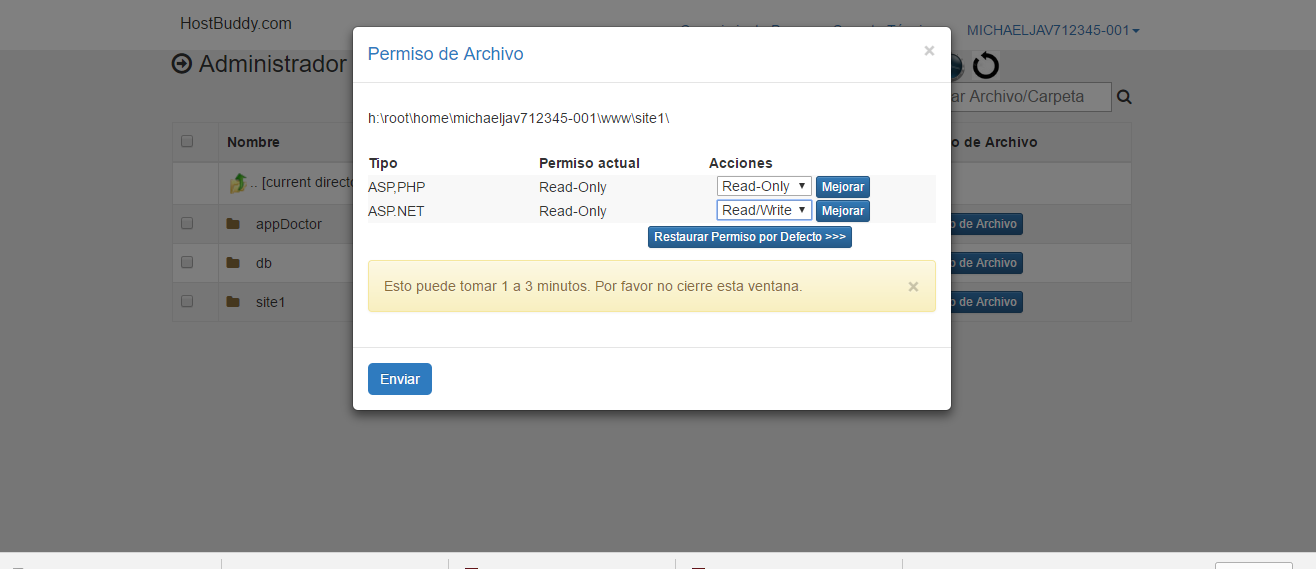 HostBuddy.com
MICHAELJAV712345-001
Administrador
ar Archivo/Carpeta
Nombre
o de Archivo
.. [current directo
appDoctor
o de Archivo
db
o de Archivo
site1
o de Archivo
Permiso de Archivo
×
h:\root\home\michaeljav712345-001\www\site1\
Tipo Permiso actual Acciones
ASP,PHP Read-Only Read-Only Mejorar
ASP.NET Read-Only Read/Write Mejorar
Restaurar Permiso por Defecto >>>
Esto puede tomar 1 a 3 minutos. Por favor no cierre esta ventana. ×
Enviar